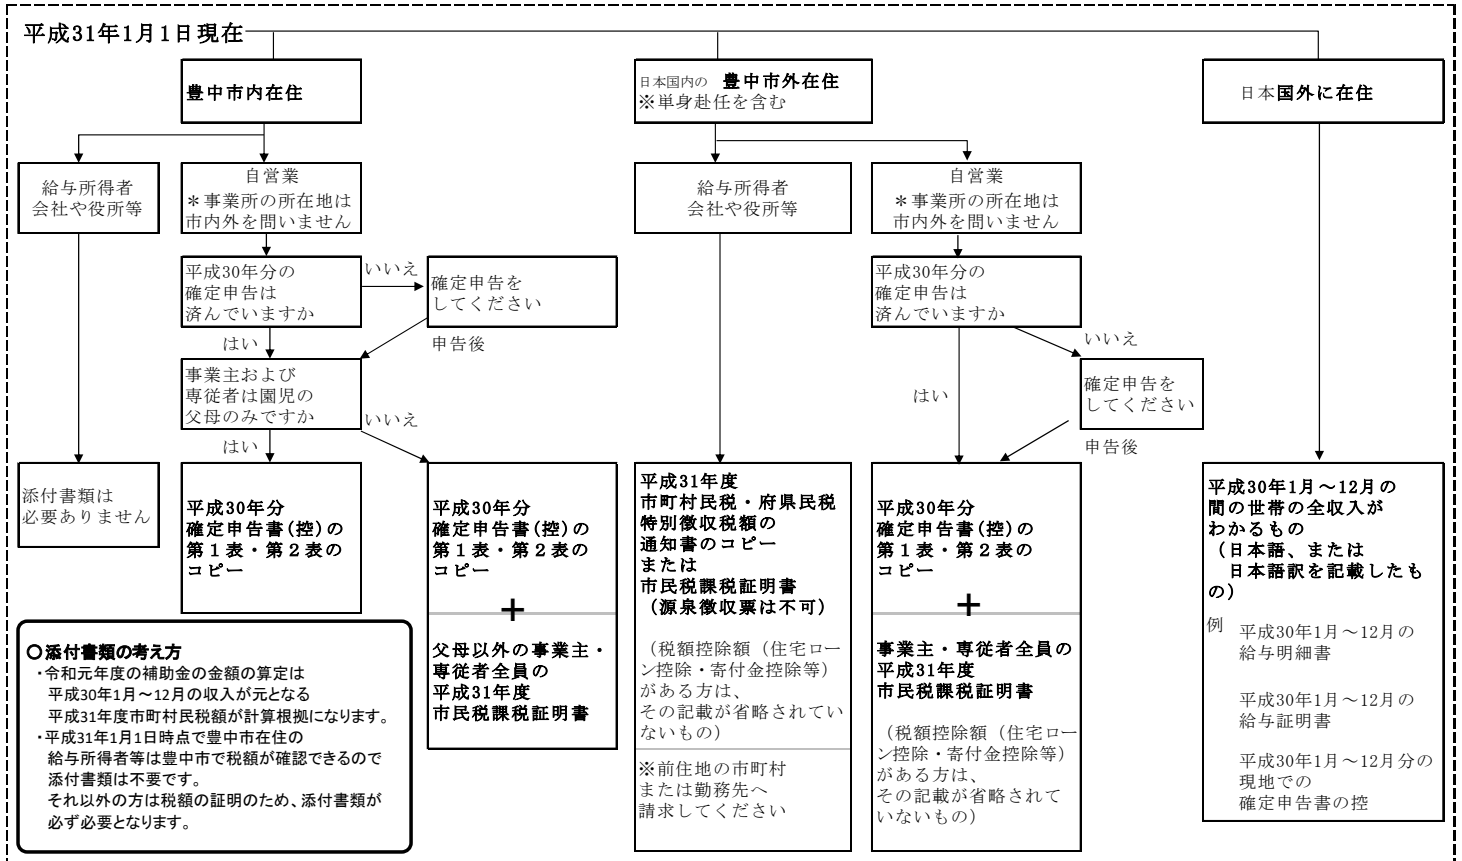 平成31年1月1日現在
豊中市内在住
日本国内の 豊中市外在住
※単身赴任を含む
日本国外に在住
給与所得者
会社や役所等
自営業
＊事業所の所在地は
市内外を問いません
給与所得者
会社や役所等
自営業
＊事業所の所在地は
市内外を問いません
平成30年分の
確定申告は
済んでいますか
いいえ
確定申告を
してください
平成30年分の
確定申告は
済んでいますか
はい
申告後
いいえ
事業主および
専従者は園児の
父母のみですか
いいえ
はい
確定申告を
してください
はい
申告後
添付書類は
必要ありません
平成30年分
確定申告書(控)の
第１表・第２表の
コピー
平成30年分
確定申告書(控)の
第１表・第２表の
コピー
＋
父母以外の事業主・
専従者全員の
平成31年度
市民税課税証明書
平成31年度
市町村民税・府県民税
特別徴収税額の
通知書のコピー
または
市民税課税証明書
（源泉徴収票は不可）
（税額控除額（住宅ロー
ン控除・寄付金控除等）
がある方は、
その記載が省略されてい
ないもの）
※前住地の市町村
または勤務先へ
請求してください
平成30年分
確定申告書(控)の
第１表・第２表の
コピー
＋
事業主・専従者全員の
平成31年度
市民税課税証明書
（税額控除額（住宅ロー
ン控除・寄付金控除等）
がある方は、
その記載が省略されて
いないもの）
平成30年1月～12月の
間の世帯の全収入が
わかるもの
（日本語、または
日本語訳を記載したも
の）
例
平成30年1月～12月の
給与明細書
平成30年1月～12月の
給与証明書
平成30年1月～12月分の
現地での
確定申告書の控
○添付書類の考え方
・令和元年度の補助金の金額の算定は
平成30年1月～12月の収入が元となる
平成31年度市町村民税額が計算根拠になります。
・平成31年1月1日時点で豊中市在住の
給与所得者等は豊中市で税額が確認できるので
添付書類は不要です。
それ以外の方は税額の証明のため、添付書類が
必ず必要となります。